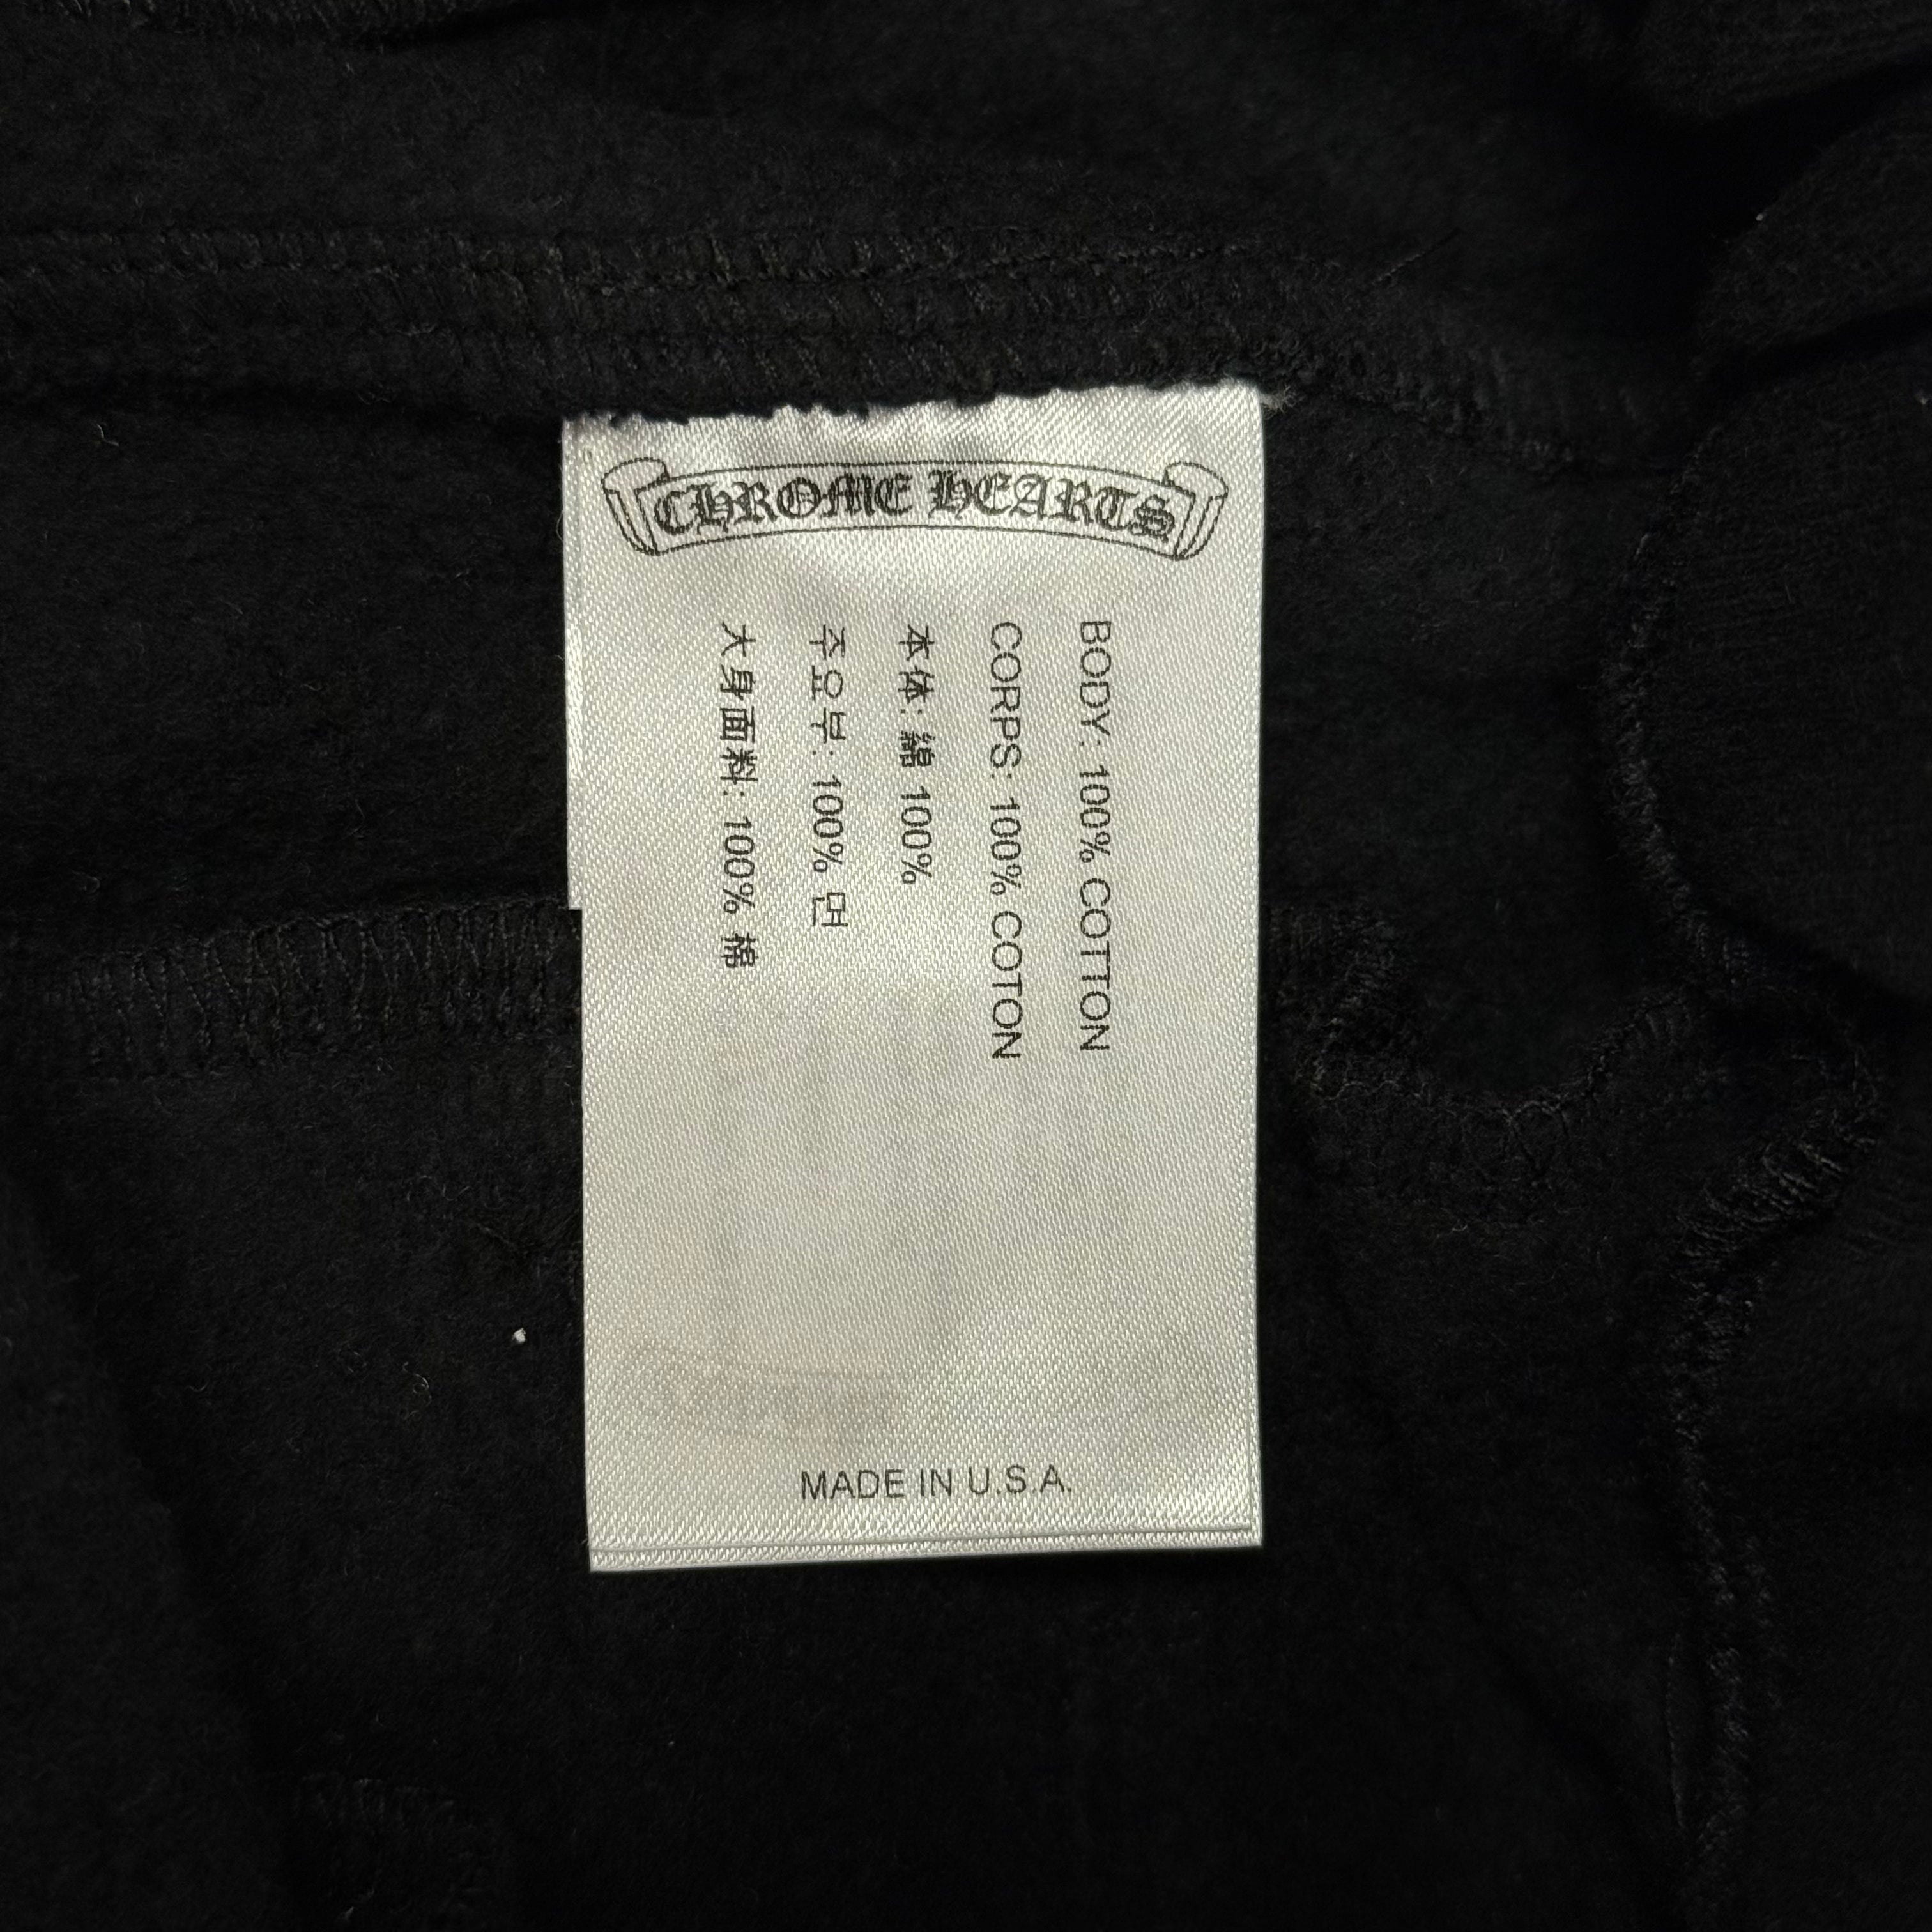 CHROME HEARTS
BODY: 100% COTTON
CORPS: 100% COTON
本体: 綿 100%
주요부: 100% 면
大身面料: 100% 棉
MADE IN U.S.A.